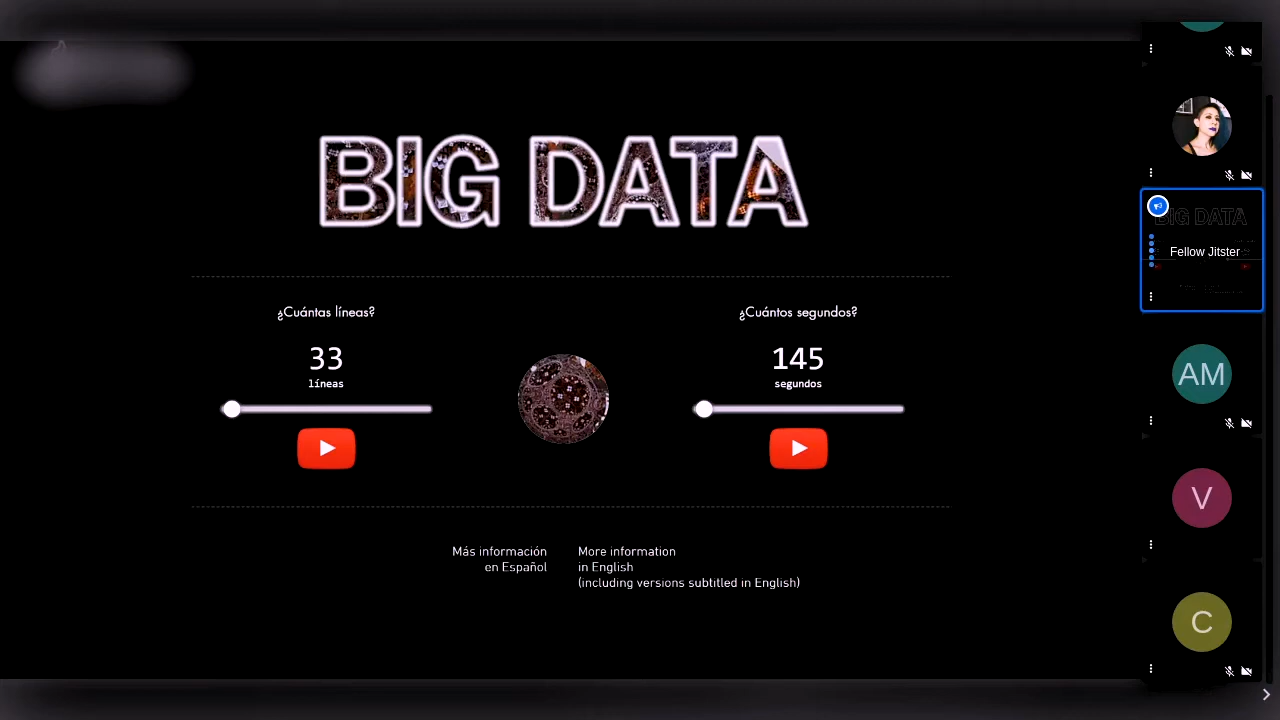 BIG DATA
¿Cuántas líneas?
33
líneas
¿Cuántos segundos?
145
segundos
Más información
en Español
More information
in English
(including versions subtitled in English)
BIG DATA
Fellow Jitster
AM
V
C